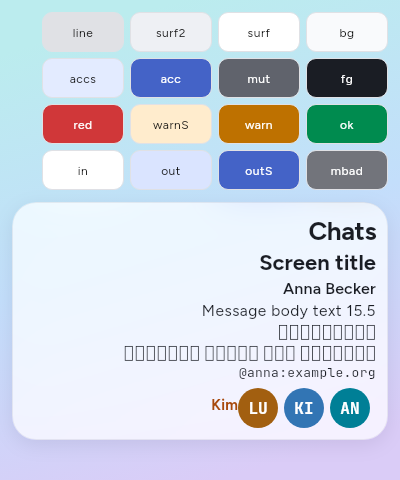 line surf2 surf bg
accs acc mut fg
red warnS warn ok
in out outS mbad
Chats
Screen title
Anna Becker
Message body text 15.5
@anna:example.org
Kim LU KI AN